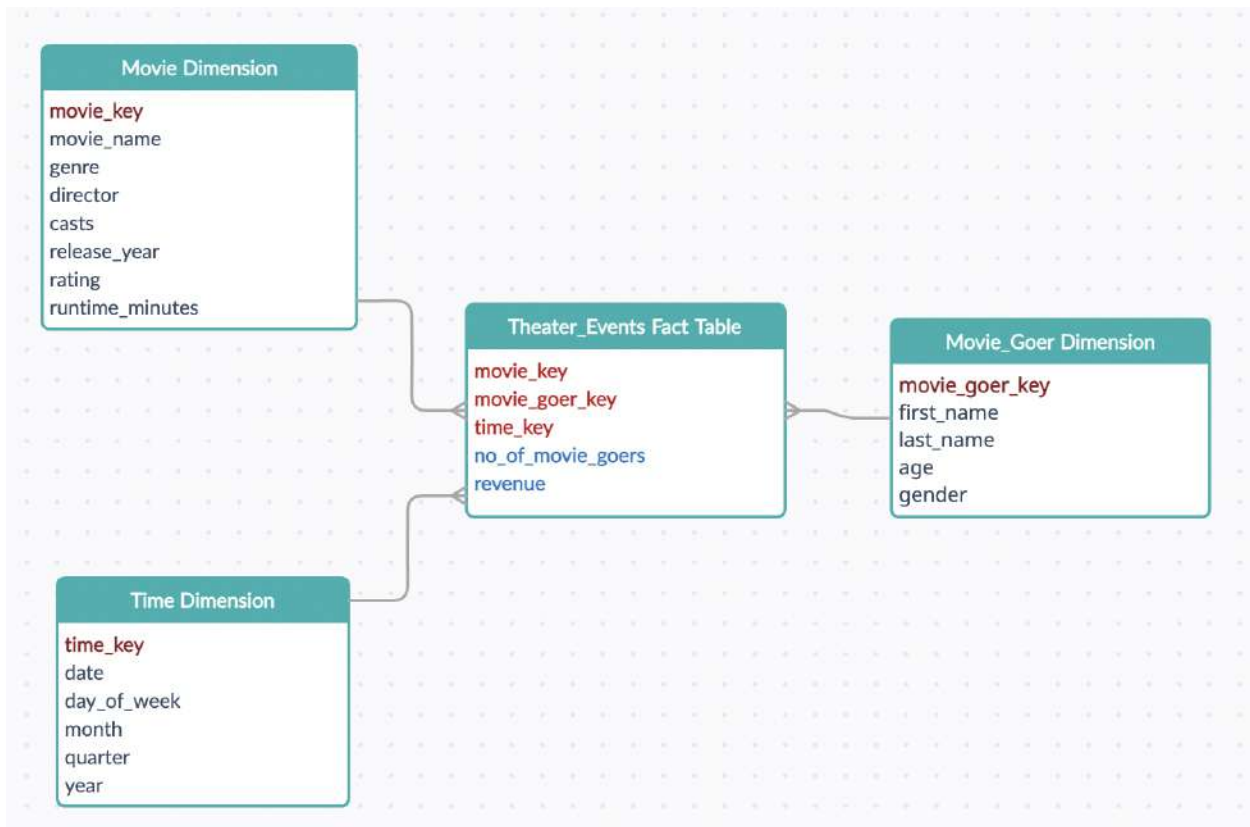 Movie Dimension
movie_key
movie_name
genre
director
casts
release_year
rating
runtime_minutes
Theater_Events Fact Table
movie_key
movie_goer_key
time_key
no_of_movie_goers
revenue
Movie_Goer Dimension
movie_goer_key
first_name
last_name
age
gender
Time Dimension
time_key
date
day_of_week
month
quarter
year